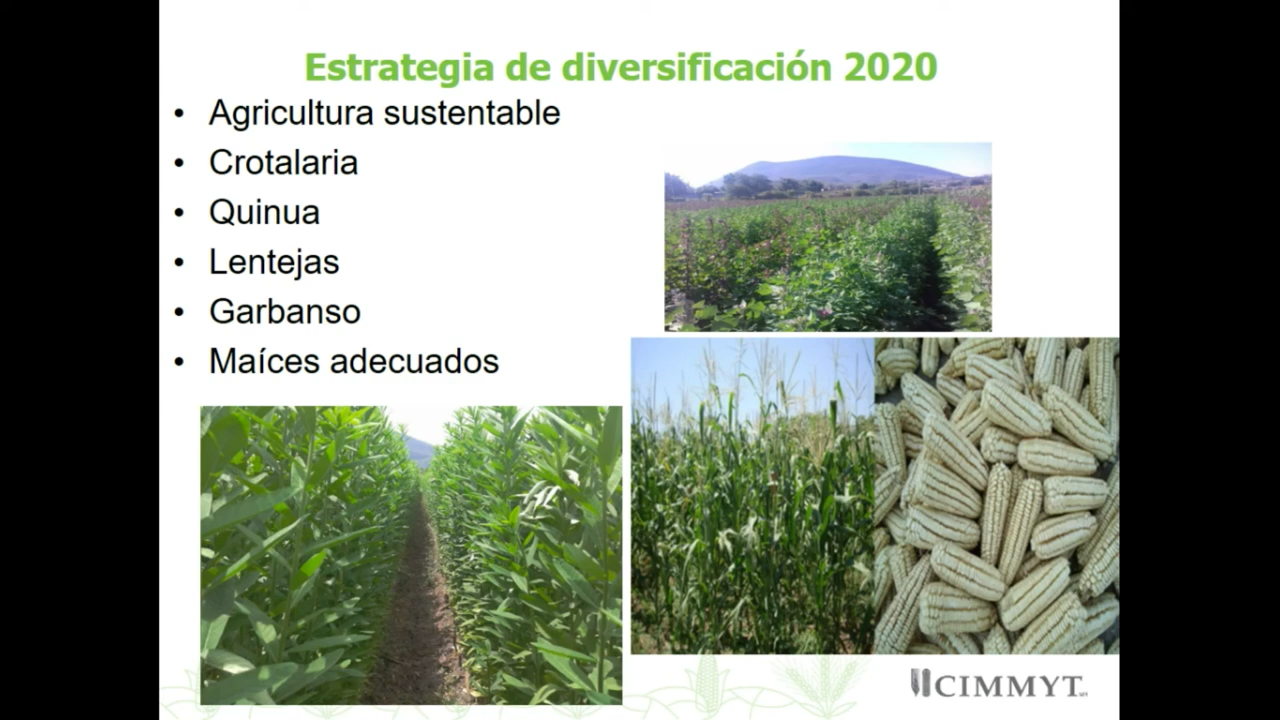 Estrategia de diversificación 2020
• Agricultura sustentable
• Crotalaria
• Quinua
• Lentejas
• Garbanso
• Maíces adecuados
CIMMYT